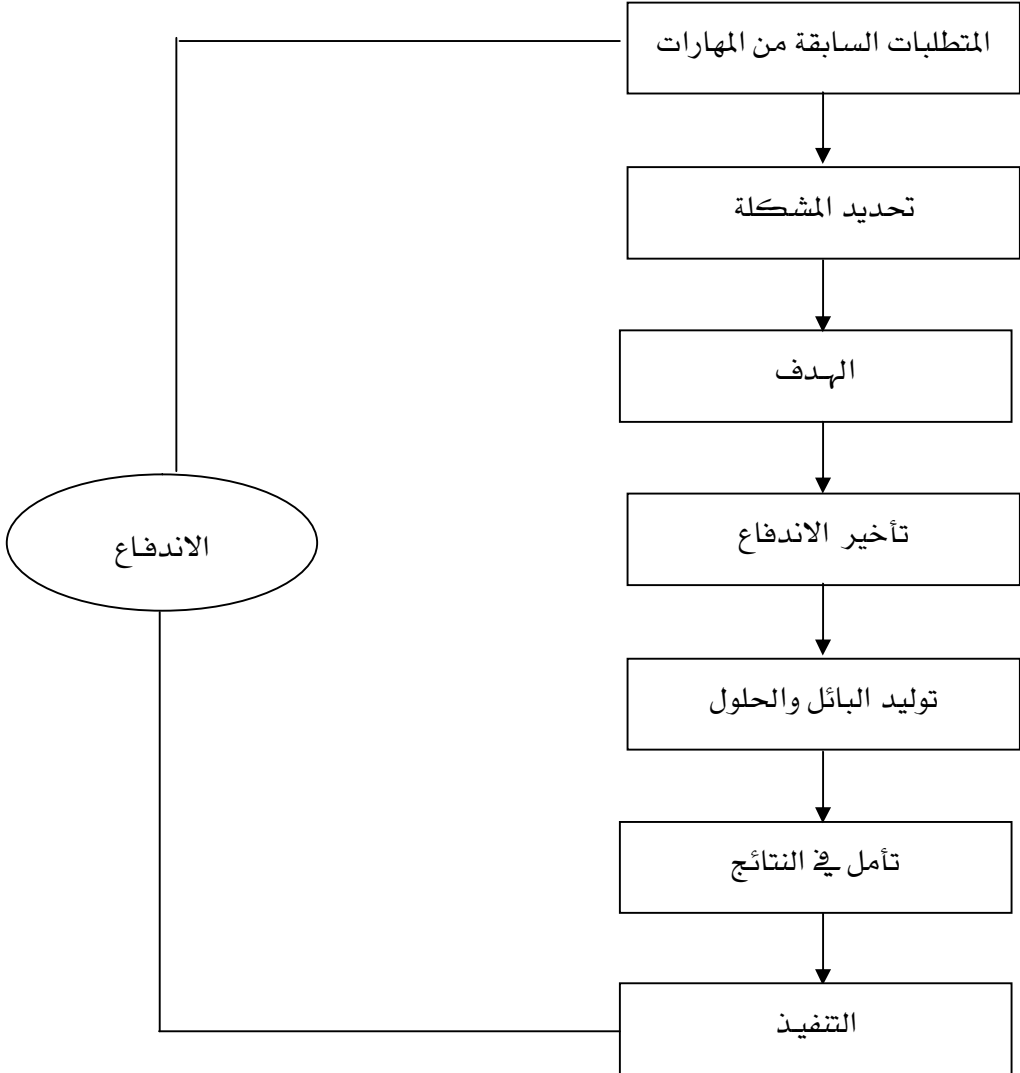 المتطلبات السابقة من المهارات
تحديد المشكلة
الهدف
تأخير الاندفاع
الاندفاع
توليد البائل والحلول
تأمل في النتائج
التنفيذ